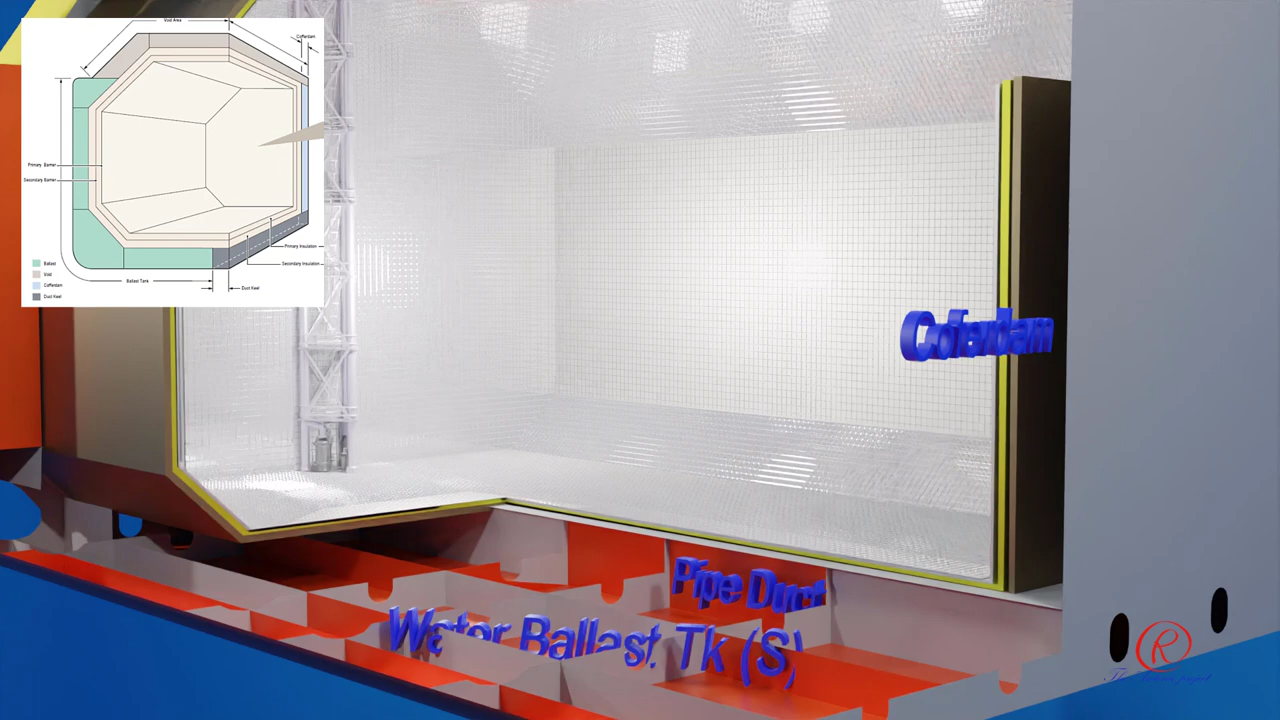 Void Area
Cofferdam
Primary Barrier
Secondary Barrier
Primary Insulation
Secondary Insulation
Ballast
Void
Cofferdam
Duct Keel
Ballast Tank
Duct Keel
Cofferdam
Pipe Duct
Water Ballast Tk (S)
R